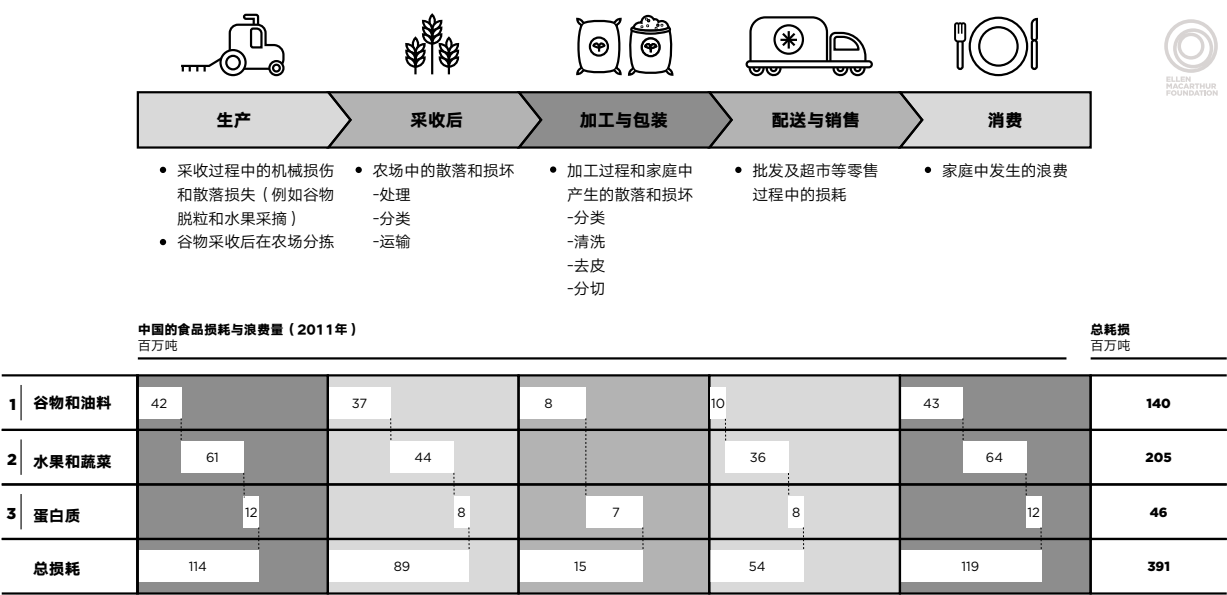 ELLEN
MACARTHUR
FOUNDATION
生产
采收后
加工与包装
配送与销售
消费
• 采收过程中的机械损伤
和散落损失（例如谷物
脱粒和水果采摘）
• 谷物采收后在农场分拣
• 农场中的散落和损坏
-处理
-分类
-运输
• 加工过程和家庭中
产生的散落和损坏
-分类
-清洗
-去皮
-分切
• 批发及超市等零售
过程中的损耗
• 家庭中发生的浪费
中国的食品损耗与浪费量（2011年）
百万吨
总耗损
百万吨
1 谷物和油料 42 37 8 10 43 140
2 水果和蔬菜 61 44 36 64 205
3 蛋白质 12 8 7 8 12 46
总损耗 114 89 15 54 119 391